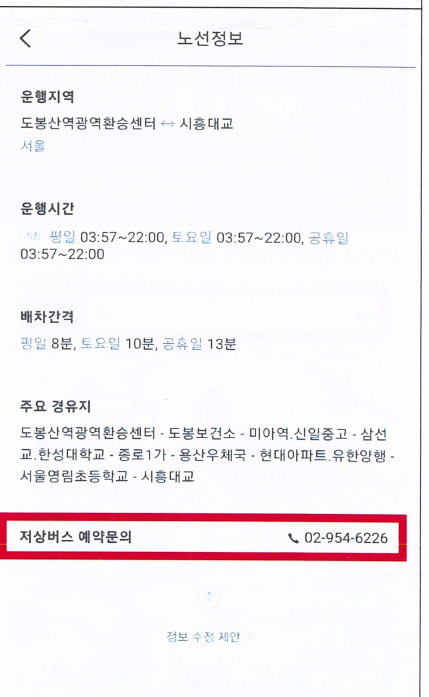 노선정보
운행지역
도봉산역광역환승센터 ↔ 시흥대교
서울
운행시간
평일 03:57~22:00, 토요일 03:57~22:00, 공휴일
03:57~22:00
배차간격
평일 8분, 토요일 10분, 공휴일 13분
주요 경유지
도봉산역광역환승센터 - 도봉보건소 - 미아역.신일중고 - 삼선
교.한성대학교 - 종로1가 - 용산우체국 - 현대아파트.유한양행 -
서울영림초등학교 - 시흥대교
저상버스 예약문의 02-954-6226
정보 수정 제안